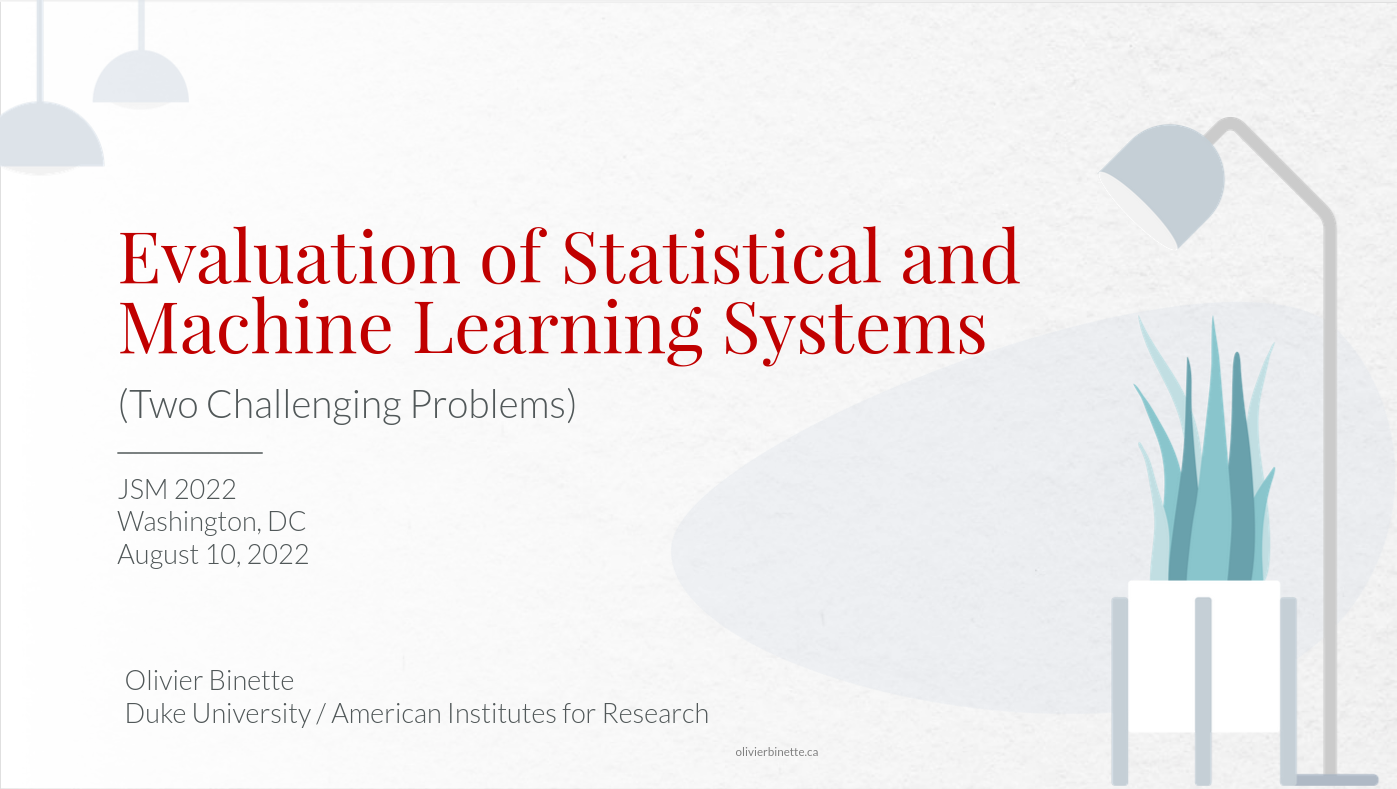 Evaluation of Statistical and
Machine Learning Systems
(Two Challenging Problems)
JSM 2022
Washington, DC
August 10, 2022
Olivier Binette
Duke University / American Institutes for Research
olivierbinette.ca